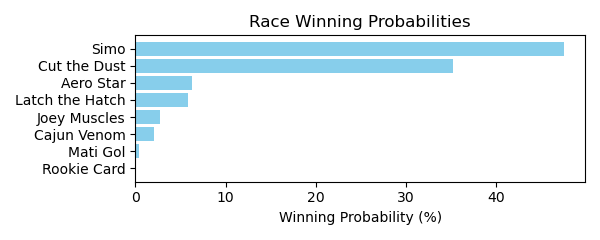 Race Winning Probabilities
Simo
Cut the Dust
Aero Star
Latch the Hatch
Joey Muscles
Cajun Venom
Mati Gol
Rookie Card
0 10 20 30 40
Winning Probability (%)